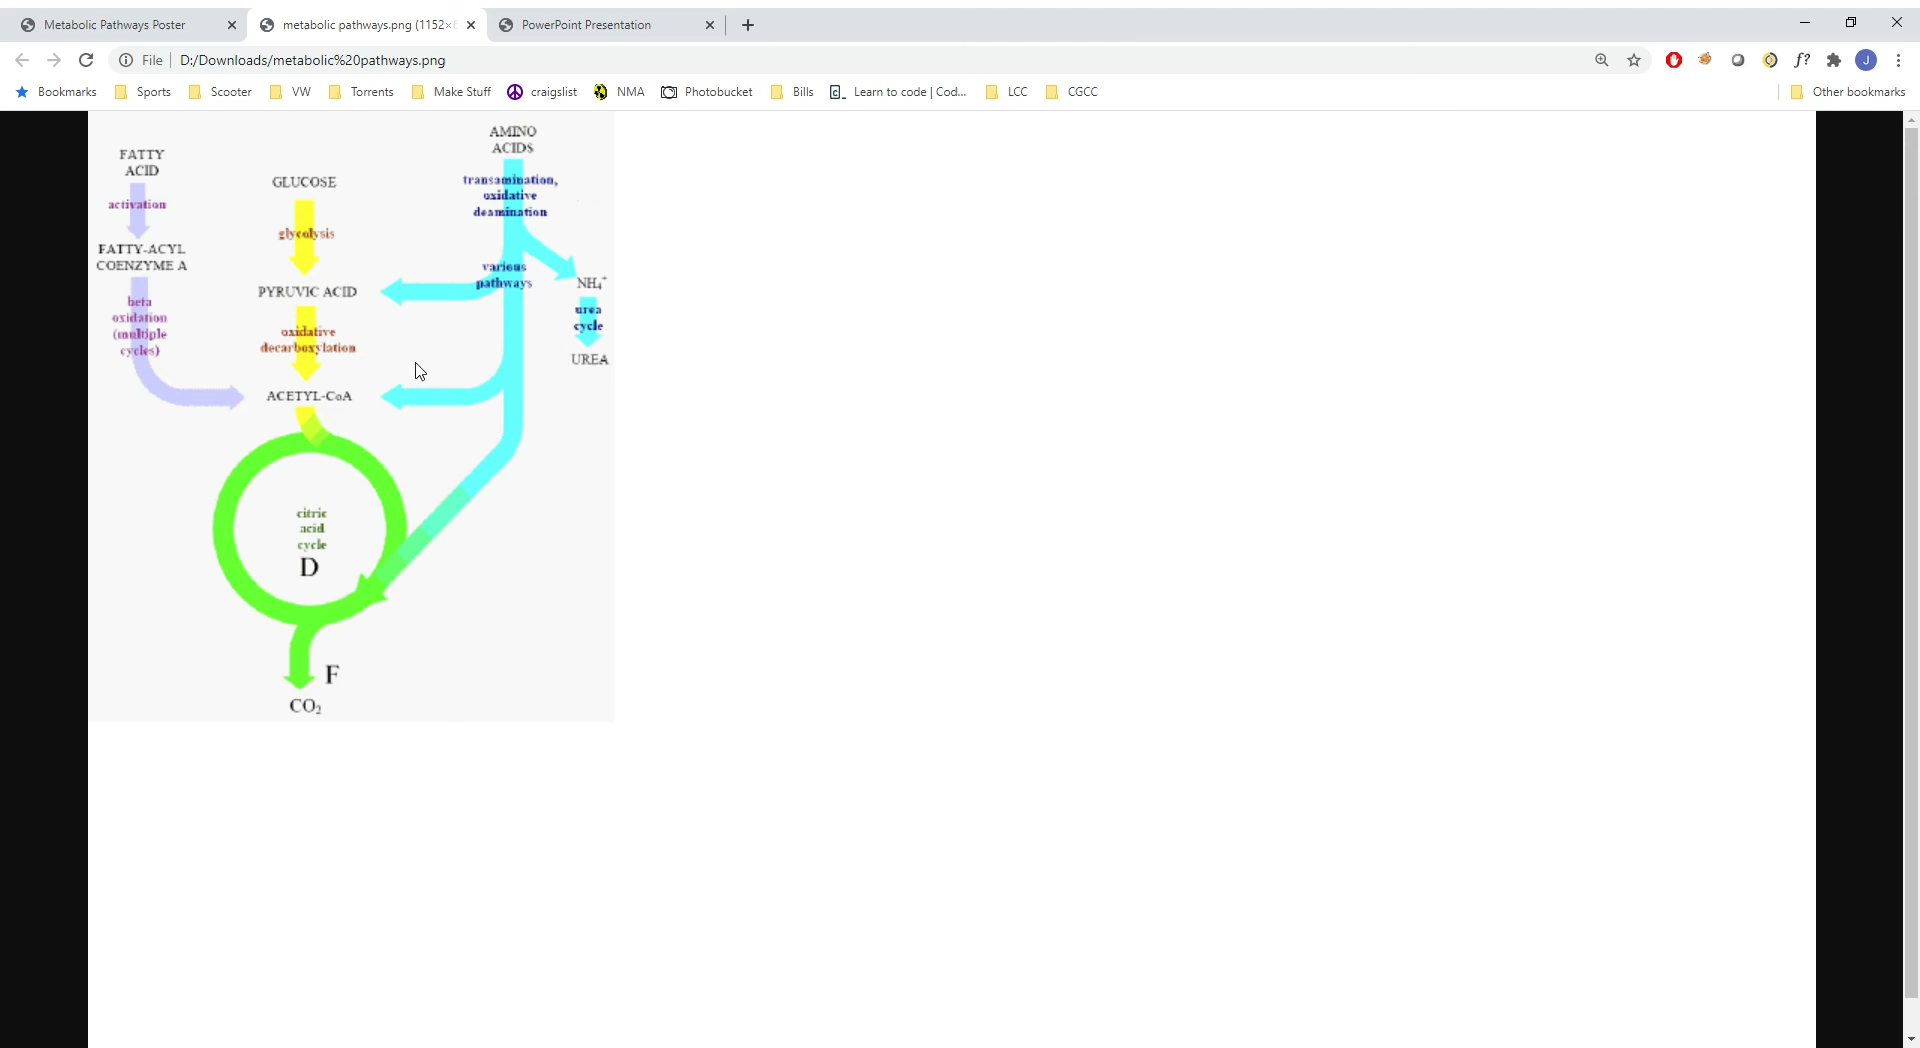 Metabolic Pathways Poster
metabolic pathways.png (1152×6
PowerPoint Presentation
File
D:/Downloads/metabolic%20pathways.png
f?
J
Bookmarks
Sports
Scooter
VW
Torrents
Make Stuff
craigslist
NMA
Photobucket
Bills
Learn to code | Cod...
LCC
CGCC
Other bookmarks
FATTY
ACID
activation
FATTY-ACYL
COENZYME A
beta
oxidation
(multiple
cycles)
GLUCOSE
glycolysis
PYRUVIC ACID
oxidative
decarboxylation
ACETYL-CoA
citric
acid
cycle
D
F
CO₂
AMINO
ACIDS
transamination,
oxidative
deamination
various
pathways
NH₄⁺
urea
cycle
UREA